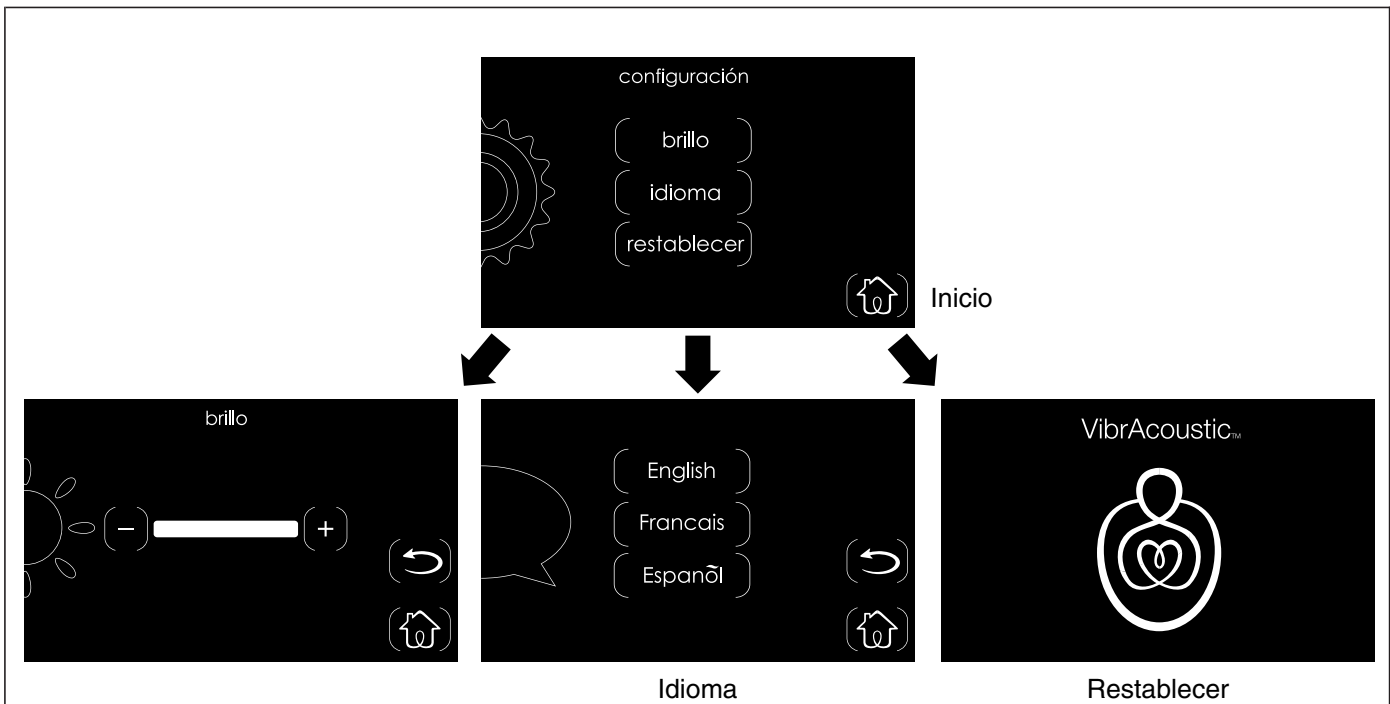 configuración
brillo
idioma
restablecer
Inicio
brillo
English
Francais
Espanõl
VibrAcoustic™
Idioma
Restablecer